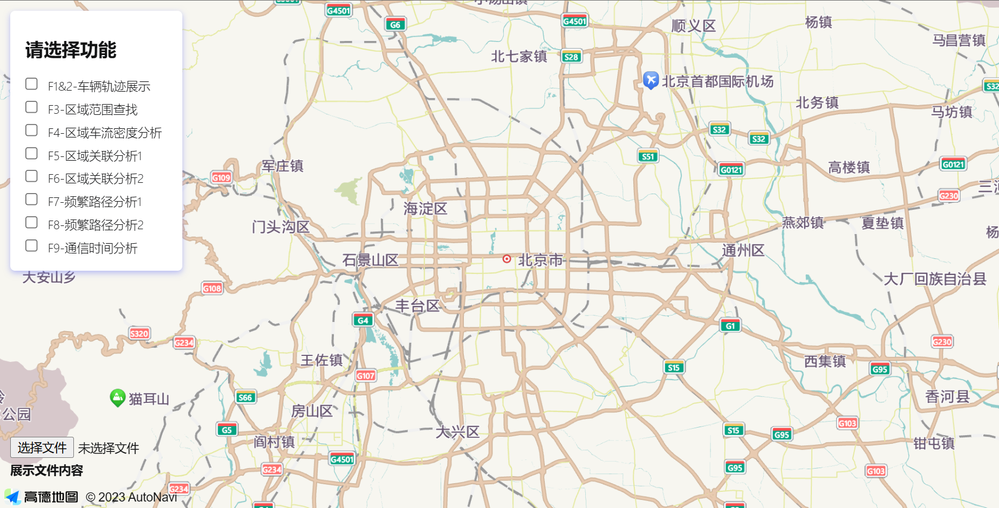 请选择功能
F1&2-车辆轨迹展示
F3-区域范围查找
F4-区域车流密度分析
F5-区域关联分析1
F6-区域关联分析2
F7-频繁路径分析1
F8-频繁路径分析2
F9-通信时间分析
G4501
G6
G4501
顺义区
杨镇
马昌营镇
北七家镇
S28
北京首都国际机场
S32
北务镇
马坊镇
S32
S32
S51
G0121
高楼镇
G0121
军庄镇
G109
G230
海淀区
门头沟区
燕郊镇
夏垫镇
杨
石景山区
北京市
通州区
大安山乡
大厂回族自治县
G108
丰台区
G4
G1
S320
G234
G230
王佐镇
G107
S15
西集镇
G95
猫耳山
S66
香河县
公园
房山区
G5
大兴区
S15
G95
G103
阎村镇
钳屯镇
选择文件 未选择文件
G4501
G95
G234
G103
展示文件内容
G234
高德地图 © 2023 AutoNavi